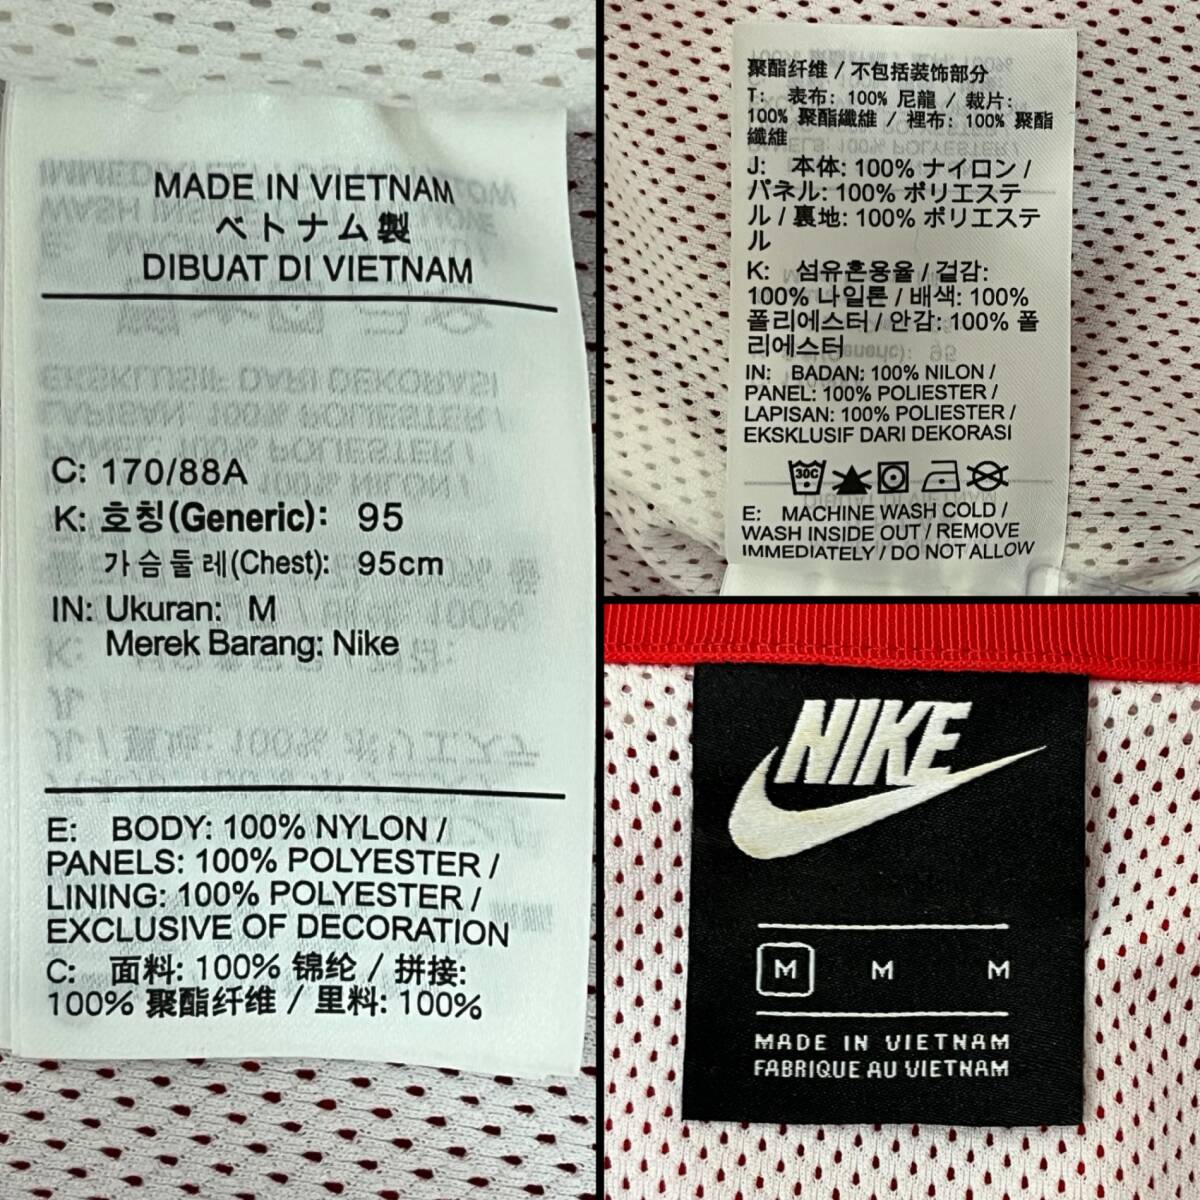 MADE IN VIETNAM
ベトナム製
DIBUAT DI VIETNAM
C: 170/88A
K: 호칭(Generic): 95
가슴둘레(Chest): 95cm
IN: Ukuran: M
Merek Barang: Nike
E: BODY: 100% NYLON /
PANELS: 100% POLYESTER /
LINING: 100% POLYESTER /
EXCLUSIVE OF DECORATION
C: 面料: 100% 锦纶 / 拼接:
100% 聚酯纤维 / 里料: 100%
聚酯纤维 / 不包括装饰部分
T: 表布: 100% 尼龍 / 裁片:
100% 聚酯纖維 / 裡布: 100% 聚酯
纖維
J: 本体: 100% ナイロン /
パネル: 100% ポリエステ
ル / 裏地: 100% ポリエステ
ル
K: 섬유혼용율 / 겉감:
100% 나일론 / 배색: 100%
폴리에스터 / 안감: 100% 폴
리에스터
IN: BADAN: 100% NILON /
PANEL: 100% POLIESTER /
LAPISAN: 100% POLIESTER /
EKSKLUSIF DARI DEKORASI
30C
E: MACHINE WASH COLD /
WASH INSIDE OUT / REMOVE
IMMEDIATELY / DO NOT ALLOW
NIKE
M M M
MADE IN VIETNAM
FABRIQUE AU VIETNAM